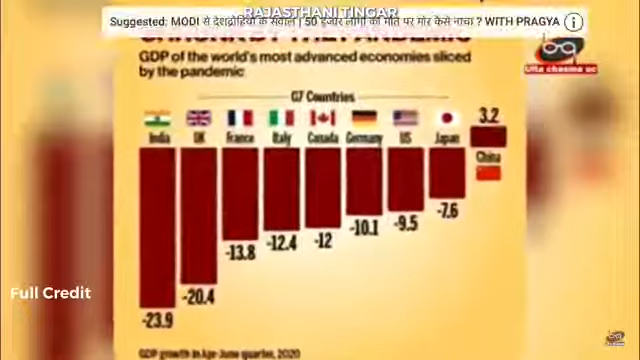 RAJASTHANI TINGAR
Suggested: MODI से देशद्रोहियों के सवाल | 50 हजार लोगों की मौत पर मोर कैसे नाचा ? WITH PRAGYA
GDP of the world's most advanced economies sliced
by the pandemic
Ulta chasma uc
G7 Countries
3.2
India UK France Italy Canada Germany US Japan
China
-7.6
-9.5
-10.1
-12
-12.4
-13.8
-20.4
-23.9
Full Credit
GDP growth in Apr-June quarter, 2020